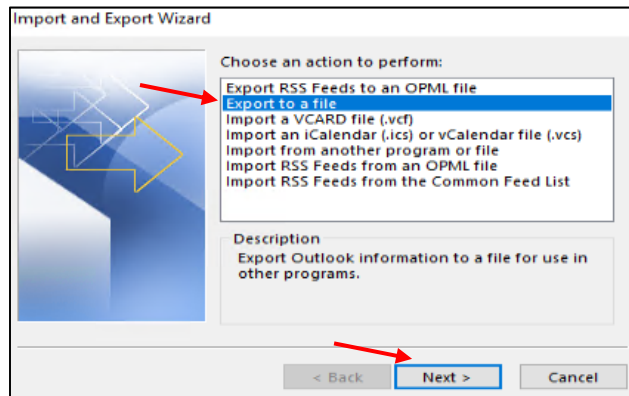 Import and Export Wizard
Choose an action to perform:
Export RSS Feeds to an OPML file
Export to a file
Import a VCARD file (.vcf)
Import an iCalendar (.ics) or vCalendar file (.vcs)
Import from another program or file
Import RSS Feeds from an OPML file
Import RSS Feeds from the Common Feed List
Description
Export Outlook information to a file for use in
other programs.
< Back Next > Cancel